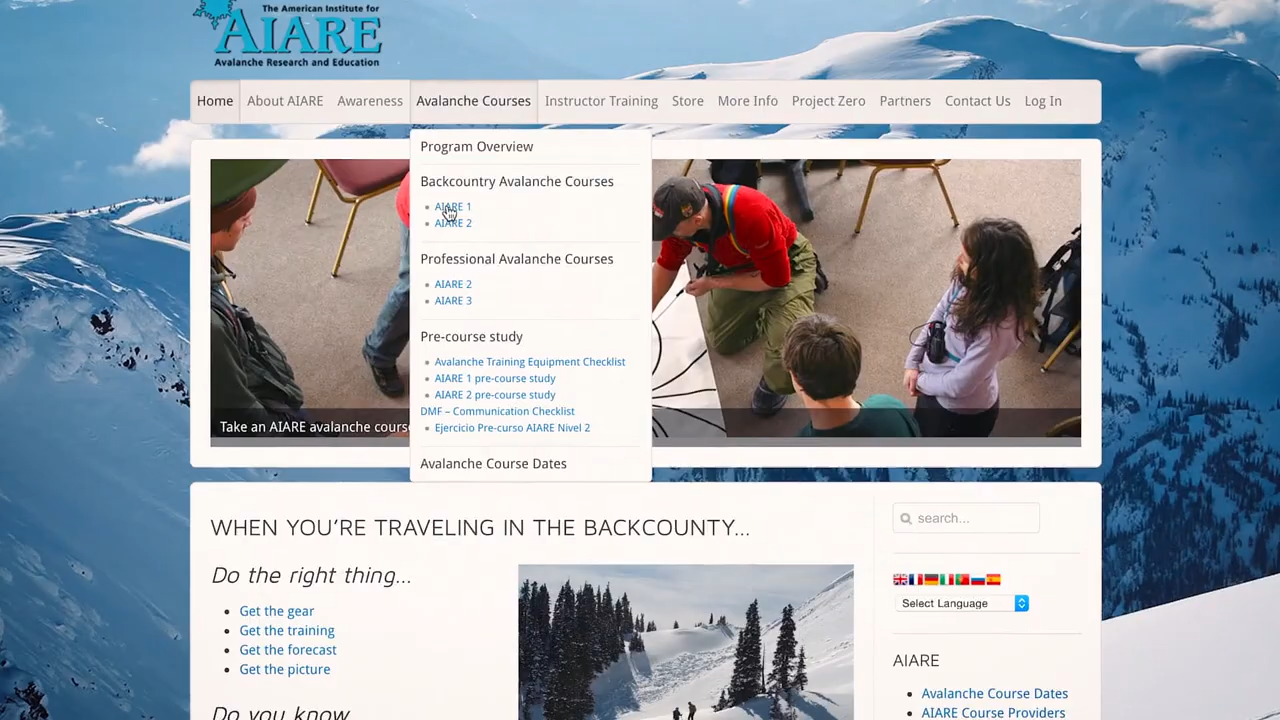 The American Institute for
AIARE
Avalanche Research and Education
Home About AIARE Awareness Avalanche Courses Instructor Training Store More Info Project Zero Partners Contact Us Log In
Program Overview
Backcountry Avalanche Courses
AIARE 1
AIARE 2
Professional Avalanche Courses
AIARE 2
AIARE 3
Pre-course study
Avalanche Training Equipment Checklist
AIARE 1 pre-course study
AIARE 2 pre-course study
DMF – Communication Checklist
Ejercicio Pre-curso AIARE Nivel 2
Avalanche Course Dates
Take an AIARE avalanche course
WHEN YOU’RE TRAVELING IN THE BACKCOUNTY...
Do the right thing...
Get the gear
Get the training
Get the forecast
Get the picture
Do you know
search...
Select Language
AIARE
Avalanche Course Dates
AIARE Course Providers